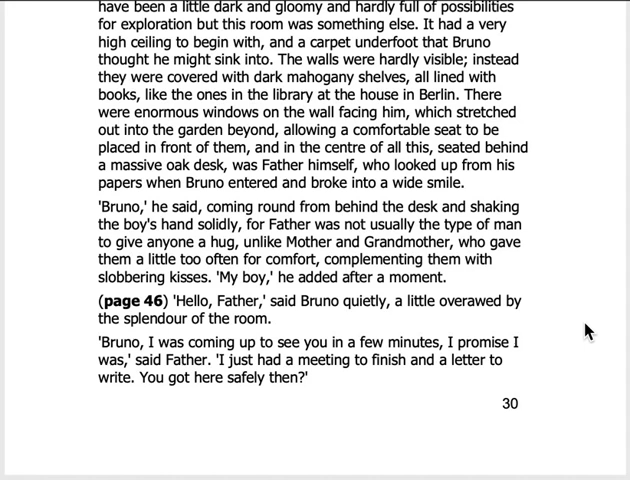 have been a little dark and gloomy and hardly full of possibilities
for exploration but this room was something else. It had a very
high ceiling to begin with, and a carpet underfoot that Bruno
thought he might sink into. The walls were hardly visible; instead
they were covered with dark mahogany shelves, all lined with
books, like the ones in the library at the house in Berlin. There
were enormous windows on the wall facing him, which stretched
out into the garden beyond, allowing a comfortable seat to be
placed in front of them, and in the centre of all this, seated behind
a massive oak desk, was Father himself, who looked up from his
papers when Bruno entered and broke into a wide smile.
'Bruno,' he said, coming round from behind the desk and shaking
the boy's hand solidly, for Father was not usually the type of man
to give anyone a hug, unlike Mother and Grandmother, who gave
them a little too often for comfort, complementing them with
slobbering kisses. 'My boy,' he added after a moment.
(page 46) 'Hello, Father,' said Bruno quietly, a little overawed by
the splendour of the room.
'Bruno, I was coming up to see you in a few minutes, I promise I
was,' said Father. 'I just had a meeting to finish and a letter to
write. You got here safely then?'
30